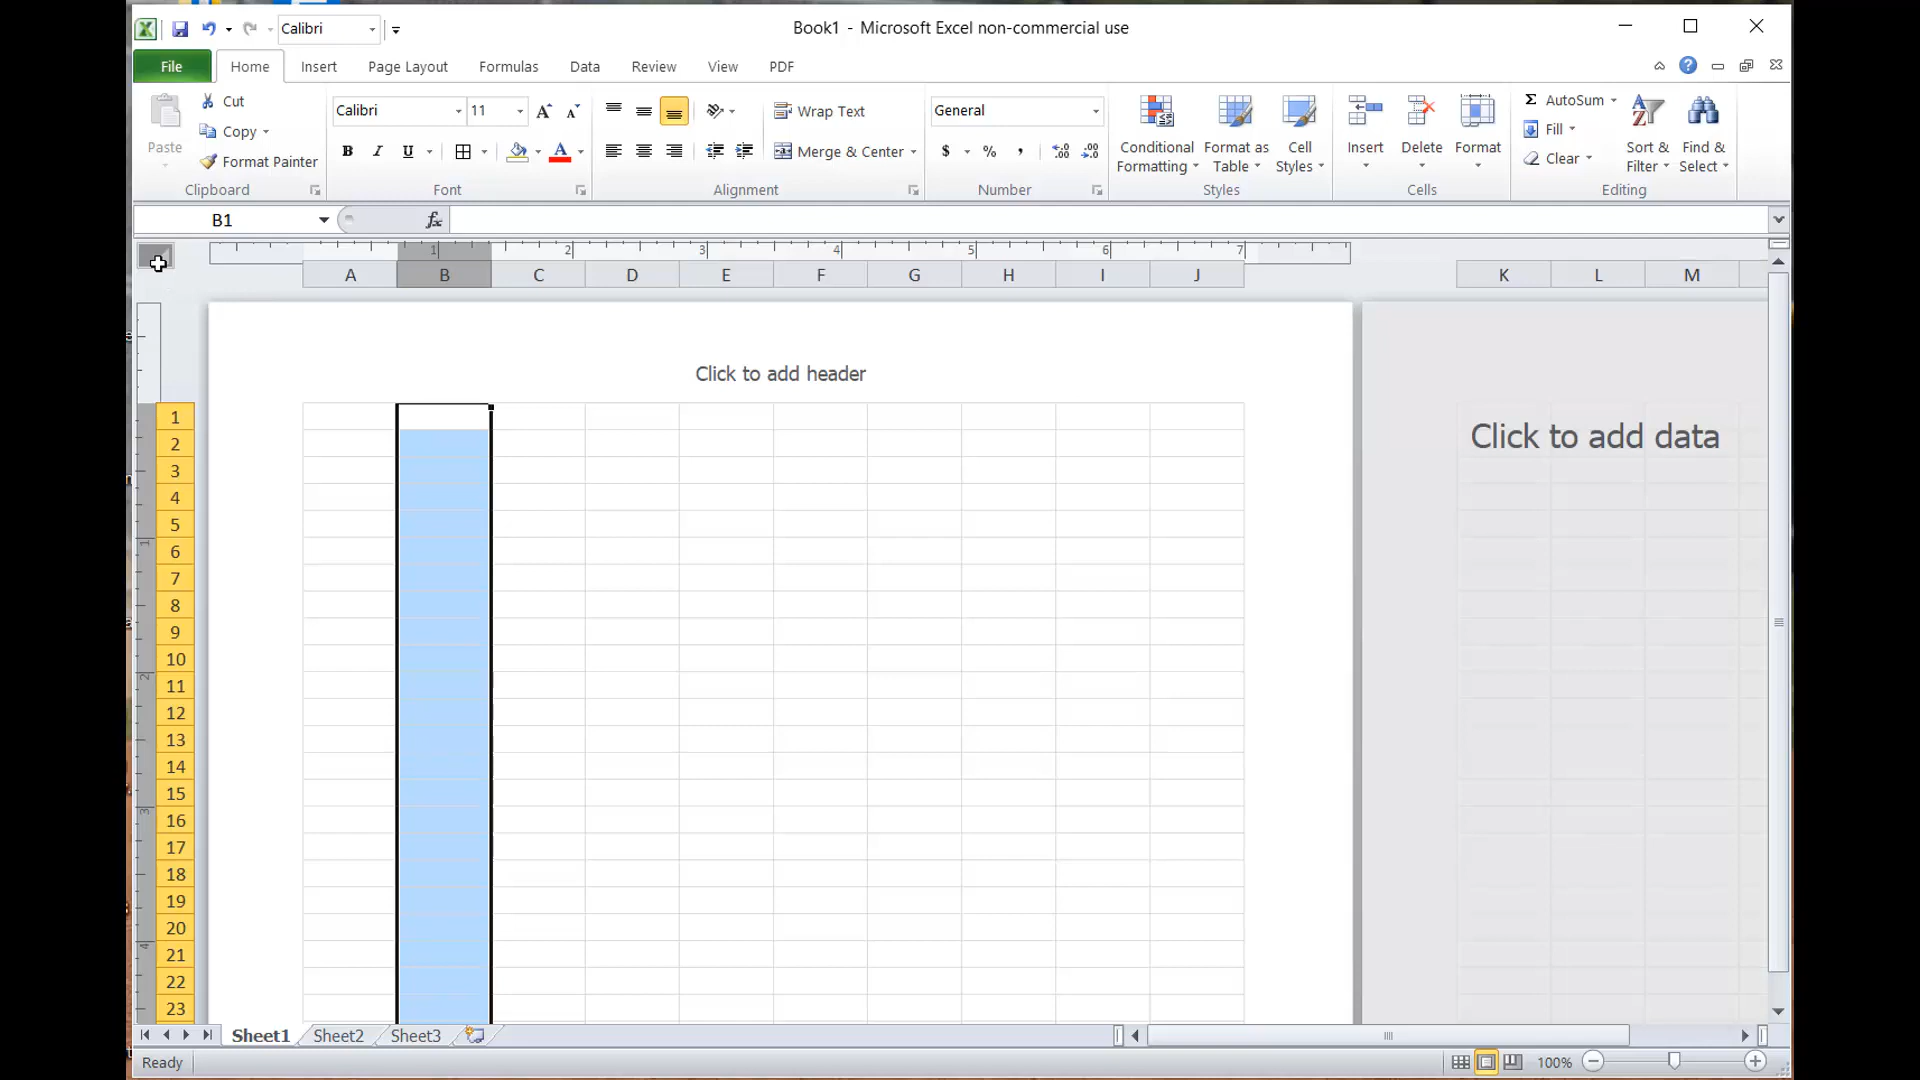 Calibri
Book1 - Microsoft Excel non-commercial use
File Home Insert Page Layout Formulas Data Review View PDF
Paste
Cut
Copy
Format Painter
Clipboard
Calibri 11
B I U A
Font
Wrap Text
Merge & Center
Alignment
General
$ % ,
Number
Conditional Formatting
Format as Table
Cell Styles
Styles
Insert
Delete
Format
Cells
Σ AutoSum
Fill
Clear
Sort & Filter
Find & Select
Editing
B1 fx
1 2 3 4 5 6 7
A B C D E F G H I J K L M
Click to add header
Click to add data
1
2
3
4
5
6
7
8
9
10
11
12
13
14
15
16
17
18
19
20
21
22
23
1
2
3
4
Sheet1 Sheet2 Sheet3
Ready 100%